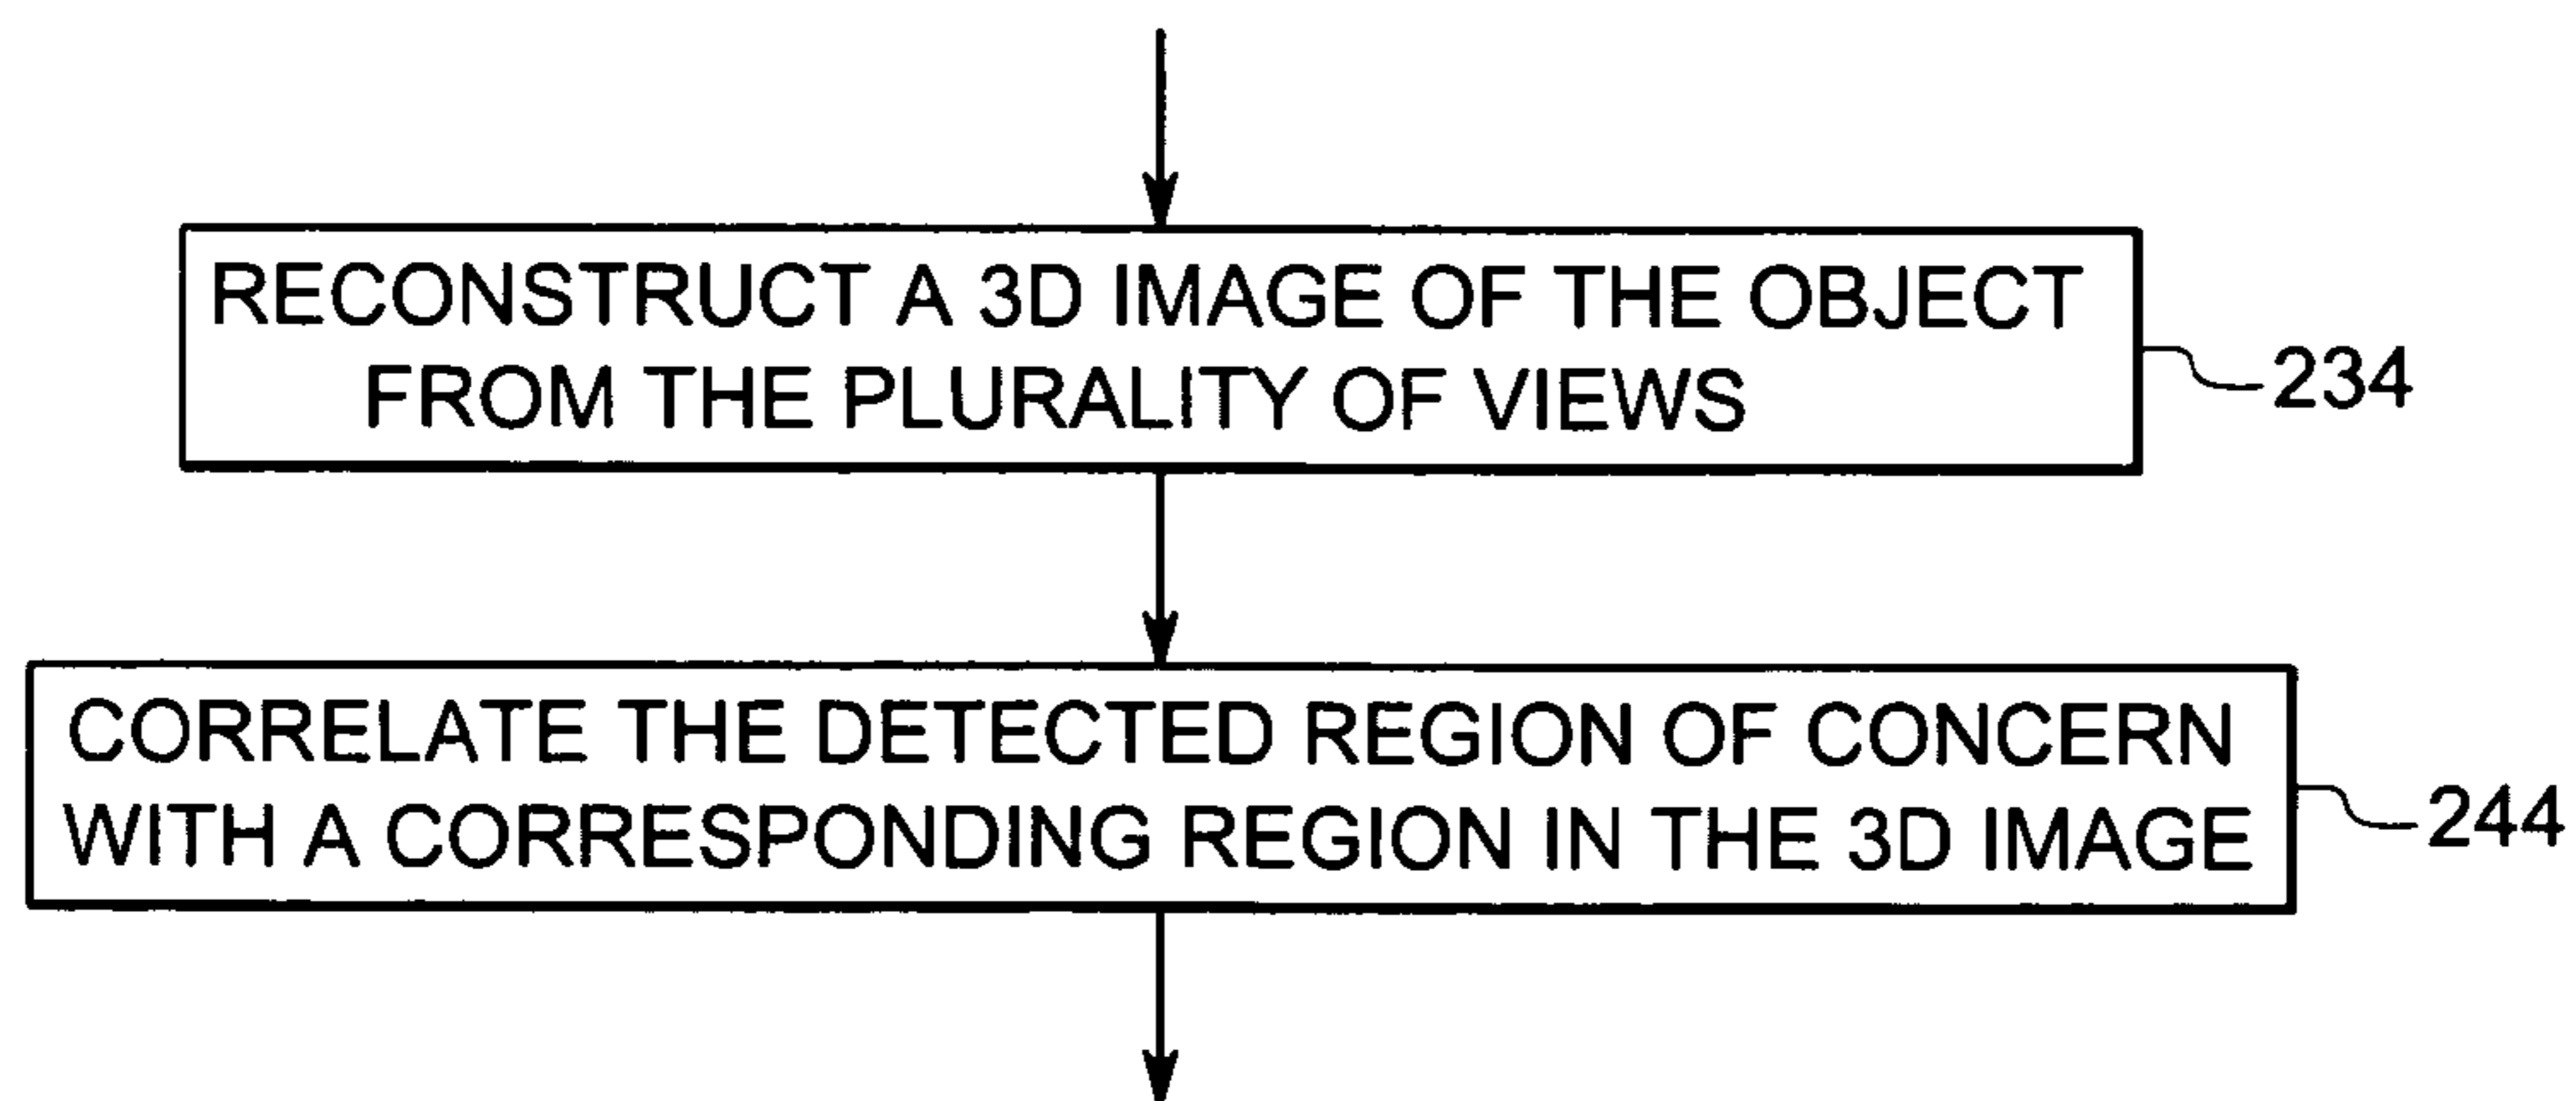 RECONSTRUCT A 3D IMAGE OF THE OBJECT
FROM THE PLURALITY OF VIEWS
234
CORRELATE THE DETECTED REGION OF CONCERN
WITH A CORRESPONDING REGION IN THE 3D IMAGE
244